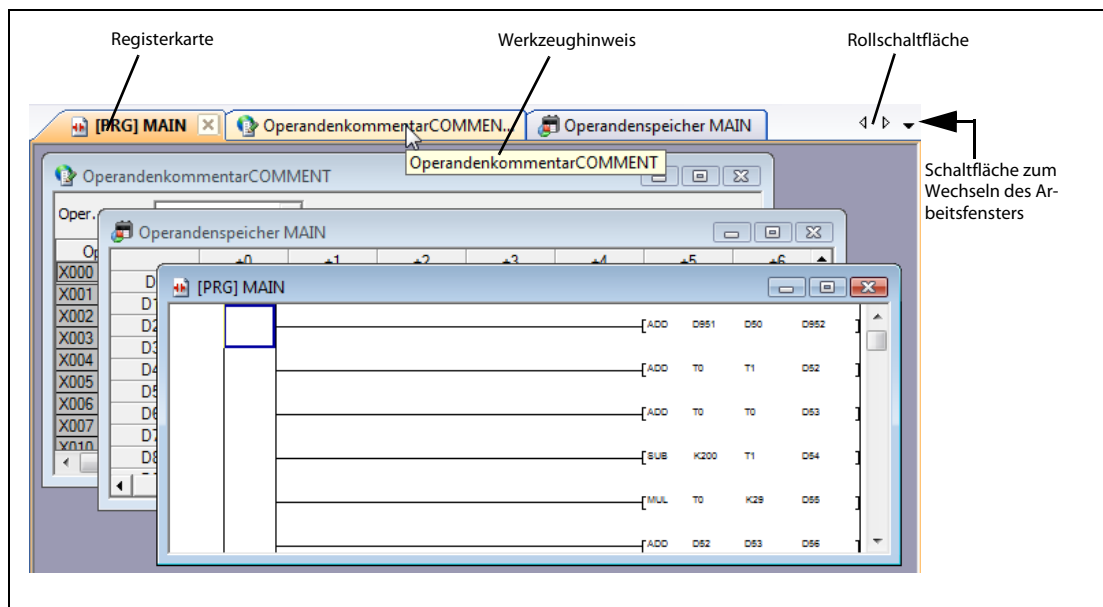 Registerkarte
Werkzeughinweis
Rollschaltfläche
[PRG] MAIN
OperandenkommentarCOMMEN...
Operandenspeicher MAIN
OperandenkommentarCOMMENT
Schaltfläche zum
Wechseln des Ar-
beitsfensters
OperandenkommentarCOMMENT
Oper.
X000
X001
X002
X003
X004
X005
X006
X007
X010
Operandenspeicher MAIN
+0 +1 +2 +3 +4 +5 +6
[PRG] MAIN
[ADD D951 D50 D952 ]
[ADD T0 T1 D52 ]
[ADD T0 T0 D53 ]
[SUB K200 T1 D54 ]
[MUL T0 K29 D55 ]
[ADD D52 D53 D56 ]